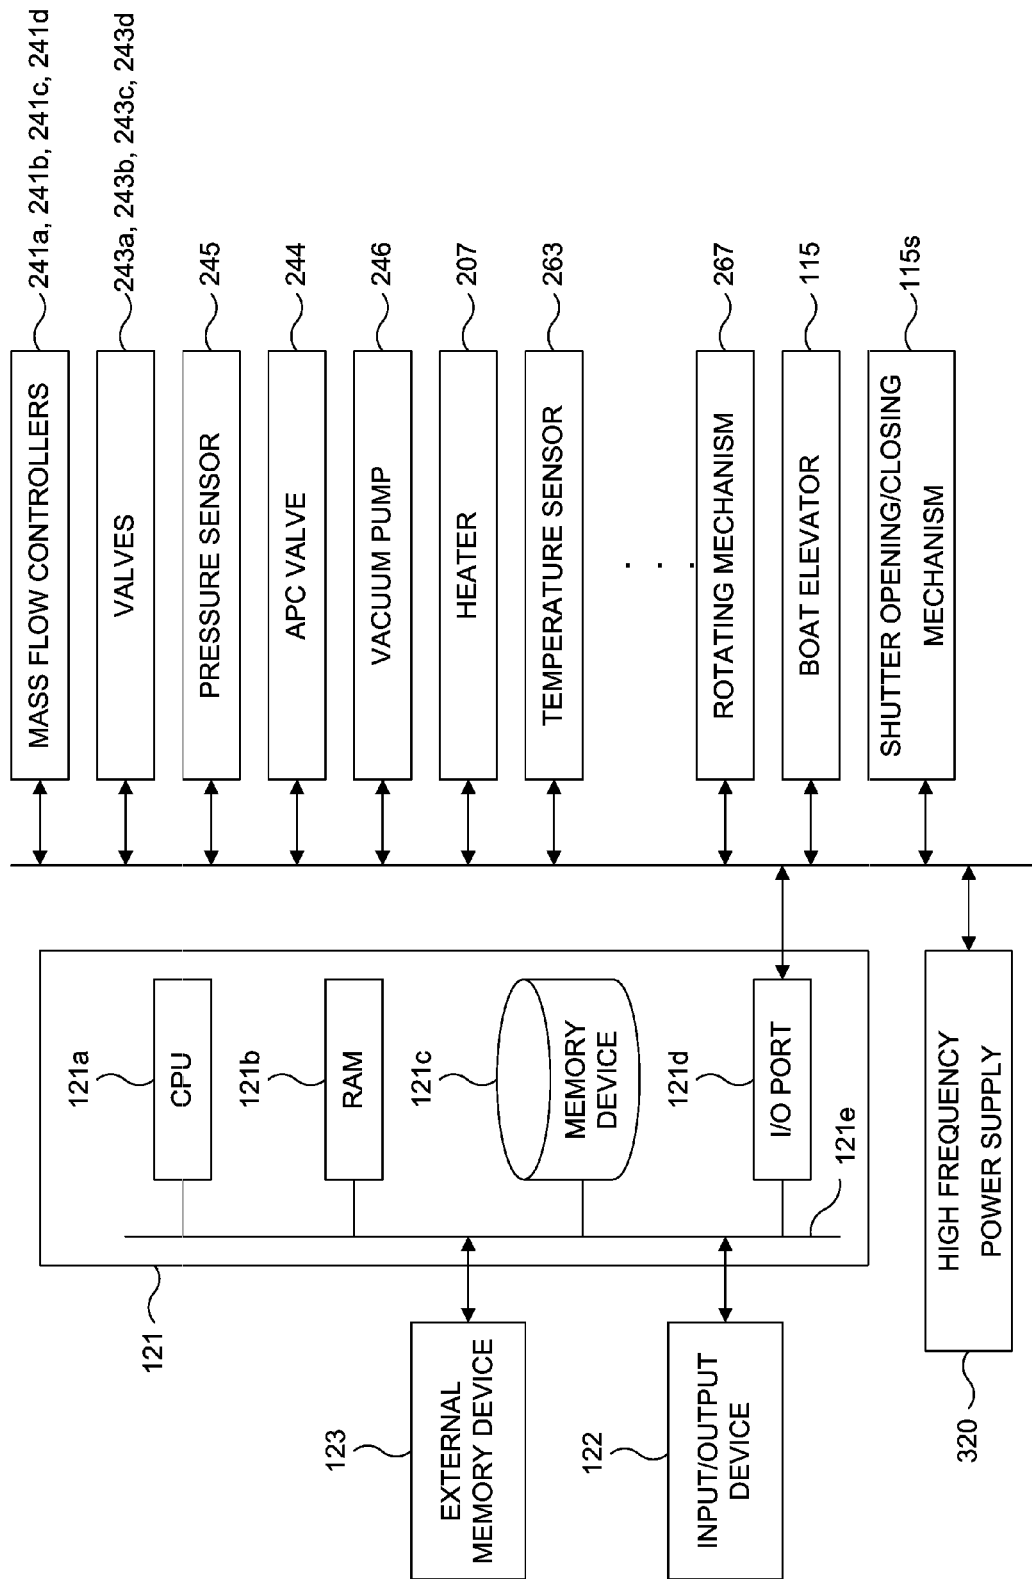 121
121a
CPU
121b
RAM
121c
MEMORY
DEVICE
121d
I/O PORT
121e
123
EXTERNAL
MEMORY DEVICE
122
INPUT/OUTPUT
DEVICE
320
HIGH FREQUENCY
POWER SUPPLY
MASS FLOW CONTROLLERS
241a, 241b, 241c, 241d
VALVES
243a, 243b, 243c, 243d
PRESSURE SENSOR
245
APC VALVE
244
VACUUM PUMP
246
HEATER
207
TEMPERATURE SENSOR
263
. . . .
ROTATING MECHANISM
267
BOAT ELEVATOR
115
SHUTTER OPENING/CLOSING
MECHANISM
115s